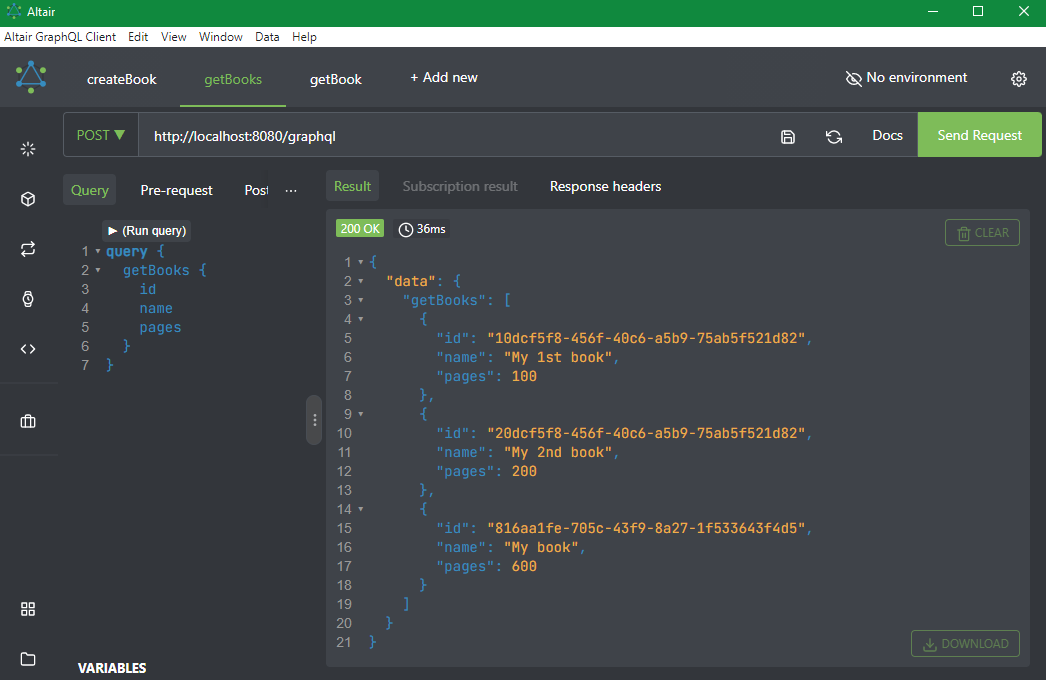 Altair
Altair GraphQL Client Edit View Window Data Help
createBook getBooks getBook + Add new No environment
POST ▼ http://localhost:8080/graphql Docs Send Request
Query Pre-request Post ...
Result Subscription result Response headers
▶ (Run query)
1 query {
2 getBooks {
3 id
4 name
5 pages
6 }
7 }
200 OK 36ms CLEAR
1 {
2 "data": {
3 "getBooks": [
4 {
5 "id": "10dcf5f8-456f-40c6-a5b9-75ab5f521d82",
6 "name": "My 1st book",
7 "pages": 100
8 },
9 {
10 "id": "20dcf5f8-456f-40c6-a5b9-75ab5f521d82",
11 "name": "My 2nd book",
12 "pages": 200
13 },
14 {
15 "id": "816aa1fe-705c-43f9-8a27-1f533643f4d5",
16 "name": "My book",
17 "pages": 600
18 }
19 ]
20 }
21 }
DOWNLOAD
VARIABLES